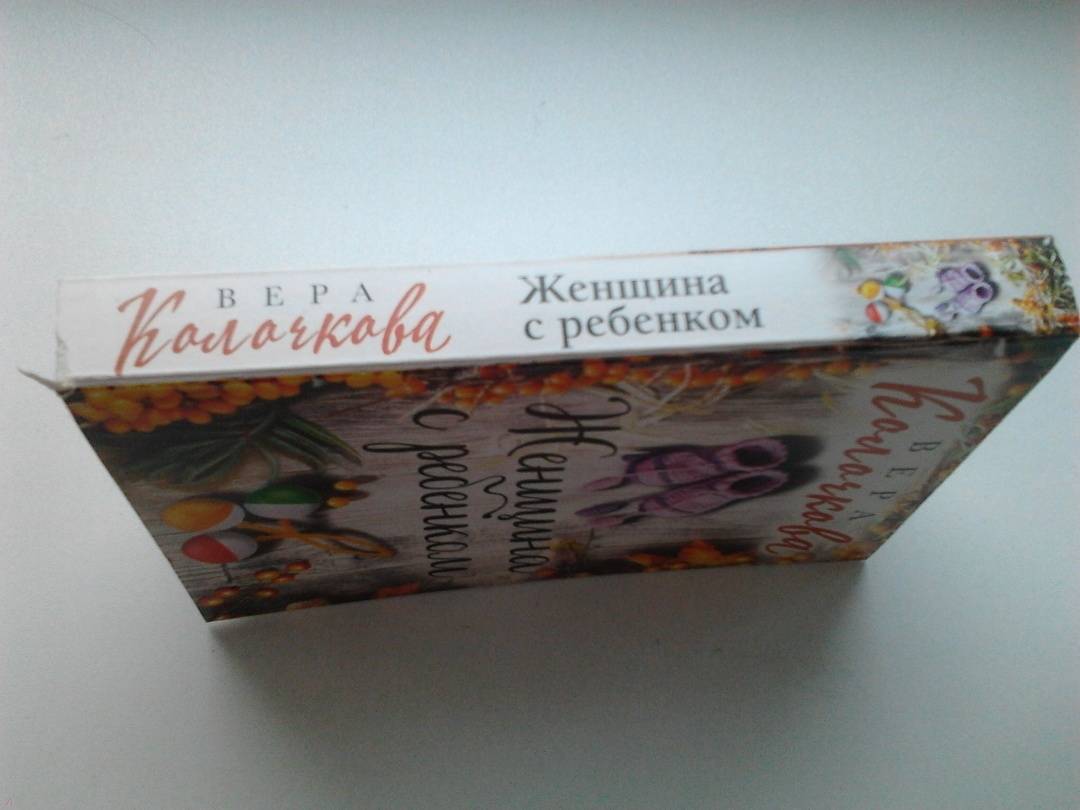 ВЕРА
Колочкова
Женщина
с ребенком
ВЕРА
Колочкова
Женщина
с ребенком